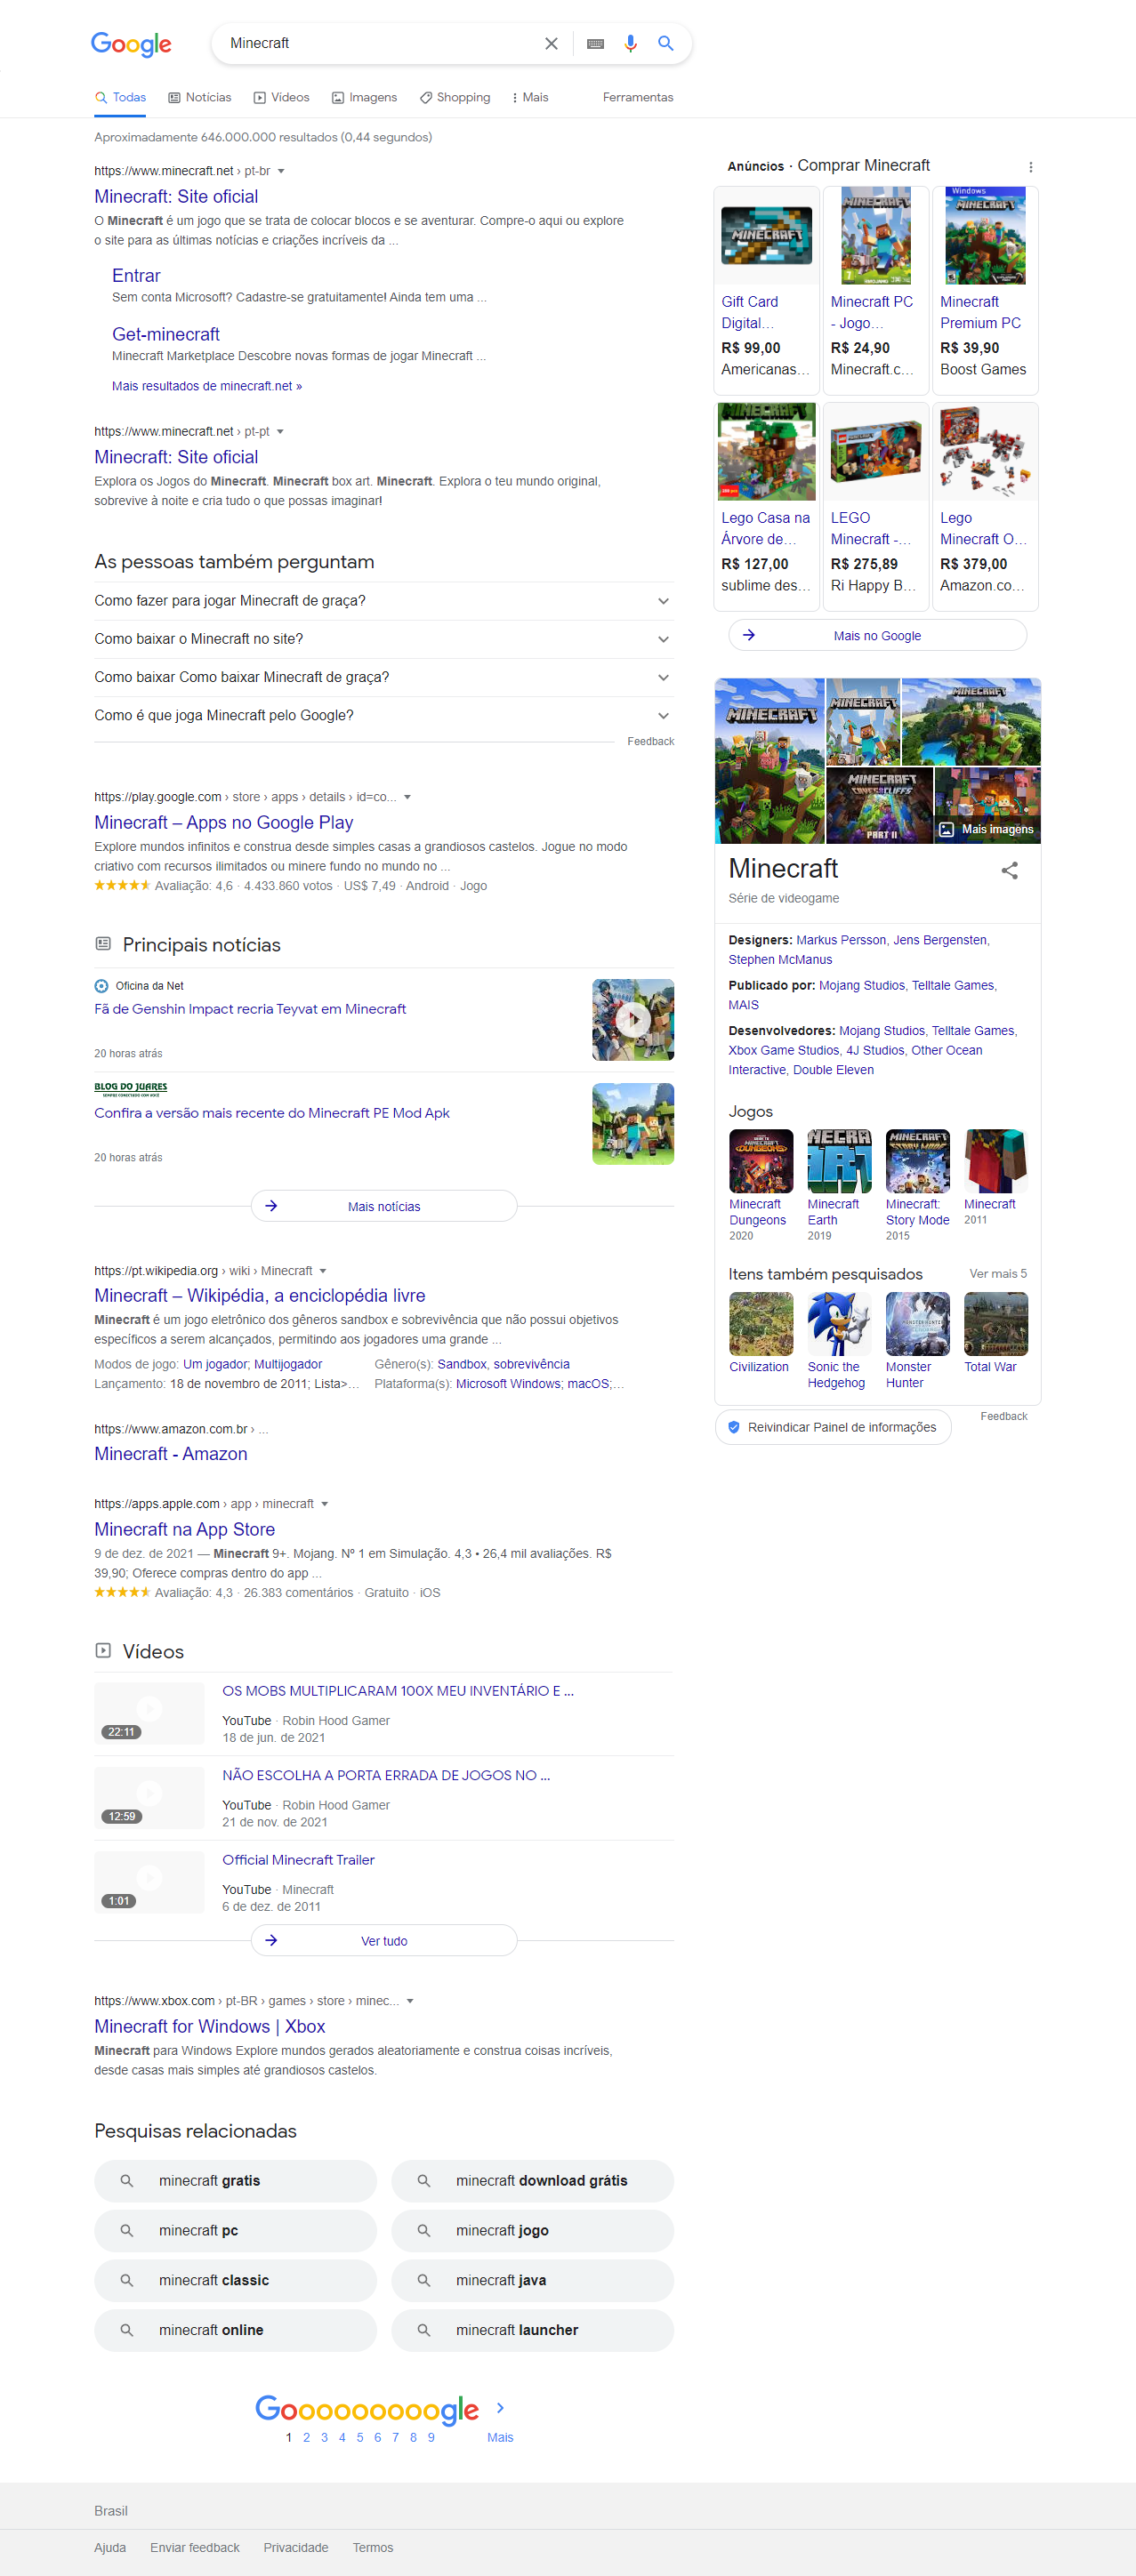 Google
Minecraft
Todas
Notícias
Vídeos
Imagens
Shopping
Mais
Ferramentas
Aproximadamente 646.000.000 resultados (0,44 segundos)
https://www.minecraft.net › pt-br
Minecraft: Site oficial
O Minecraft é um jogo que se trata de colocar blocos e se aventurar. Compre-o aqui ou explore
o site para as últimas notícias e criações incríveis da ...
Entrar
Sem conta Microsoft? Cadastre-se gratuitamente! Ainda tem uma ...
Get-minecraft
Minecraft Marketplace Descobre novas formas de jogar Minecraft ...
Mais resultados de minecraft.net »
https://www.minecraft.net › pt-pt
Minecraft: Site oficial
Explora os Jogos do Minecraft. Minecraft box art. Minecraft. Explora o teu mundo original,
sobrevive à noite e cria tudo o que possas imaginar!
As pessoas também perguntam
Como fazer para jogar Minecraft de graça?
Como baixar o Minecraft no site?
Como baixar Como baixar Minecraft de graça?
Como é que joga Minecraft pelo Google?
Feedback
https://play.google.com › store › apps › details › id=co...
Minecraft – Apps no Google Play
Explore mundos infinitos e construa desde simples casas a grandiosos castelos. Jogue no modo
criativo com recursos ilimitados ou minere fundo no mundo no ...
Avaliação: 4,6 · 4.433.860 votos · US$ 7,49 · Android · Jogo
Principais notícias
Oficina da Net
Fã de Genshin Impact recria Teyvat em Minecraft
20 horas atrás
BLOG DO JUARES
SEMPRE CONECTADO COM VOCÊ
Confira a versão mais recente do Minecraft PE Mod Apk
20 horas atrás
Mais notícias
https://pt.wikipedia.org › wiki › Minecraft
Minecraft – Wikipédia, a enciclopédia livre
Minecraft é um jogo eletrônico dos gêneros sandbox e sobrevivência que não possui objetivos
específicos a serem alcançados, permitindo aos jogadores uma grande ...
Modos de jogo: Um jogador; Multijogador
Gênero(s): Sandbox, sobrevivência
Lançamento: 18 de novembro de 2011; Lista>...
Plataforma(s): Microsoft Windows; macOS;...
https://www.amazon.com.br › ...
Minecraft - Amazon
https://apps.apple.com › app › minecraft
Minecraft na App Store
9 de dez. de 2021 — Minecraft 9+. Mojang. Nº 1 em Simulação. 4,3 • 26,4 mil avaliações. R$
39,90; Oferece compras dentro do app ...
Avaliação: 4,3 · 26.383 comentários · Gratuito · iOS
Vídeos
22:11
OS MOBS MULTIPLICARAM 100X MEU INVENTÁRIO E ...
YouTube · Robin Hood Gamer
18 de jun. de 2021
12:59
NÃO ESCOLHA A PORTA ERRADA DE JOGOS NO ...
YouTube · Robin Hood Gamer
21 de nov. de 2021
1:01
Official Minecraft Trailer
YouTube · Minecraft
6 de dez. de 2011
Ver tudo
https://www.xbox.com › pt-BR › games › store › minec...
Minecraft for Windows | Xbox
Minecraft para Windows Explore mundos gerados aleatoriamente e construa coisas incríveis,
desde casas mais simples até grandiosos castelos.
Pesquisas relacionadas
minecraft gratis
minecraft download grátis
minecraft pc
minecraft jogo
minecraft classic
minecraft java
minecraft online
minecraft launcher
Goooooooooogle
1 2 3 4 5 6 7 8 9 Mais
Anúncios · Comprar Minecraft
MINECRAFT
MINECRAFT
Windows
MINECRAFT
Gift Card
Digital...
R$ 99,00
Americanas...
Minecraft PC
- Jogo...
R$ 24,90
Minecraft.c...
Minecraft
Premium PC
R$ 39,90
Boost Games
MINECRAFT
Lego Casa na
Árvore de...
R$ 127,00
sublime des...
LEGO
Minecraft -...
R$ 275,89
Ri Happy B...
Lego
Minecraft O...
R$ 379,00
Amazon.co...
Mais no Google
MINECRAFT
MINECRAFT
MINECRAFT
MINECRAFT
CAVES & CLIFFS
PART II
Mais imagens
Minecraft
Série de videogame
Designers: Markus Persson, Jens Bergensten,
Stephen McManus
Publicado por: Mojang Studios, Telltale Games,
MAIS
Desenvolvedores: Mojang Studios, Telltale Games,
Xbox Game Studios, 4J Studios, Other Ocean
Interactive, Double Eleven
Jogos
MINECRAFT
DUNGEONS
NECRA
ART
MINECRAFT
STORY MODE
Minecraft
Dungeons
2020
Minecraft
Earth
2019
Minecraft:
Story Mode
2015
Minecraft
2011
Itens também pesquisados
Ver mais 5
MONSTER HUNTER
Civilization
Sonic the
Hedgehog
Monster
Hunter
Total War
Feedback
Reivindicar Painel de informações
Brasil
Ajuda
Enviar feedback
Privacidade
Termos